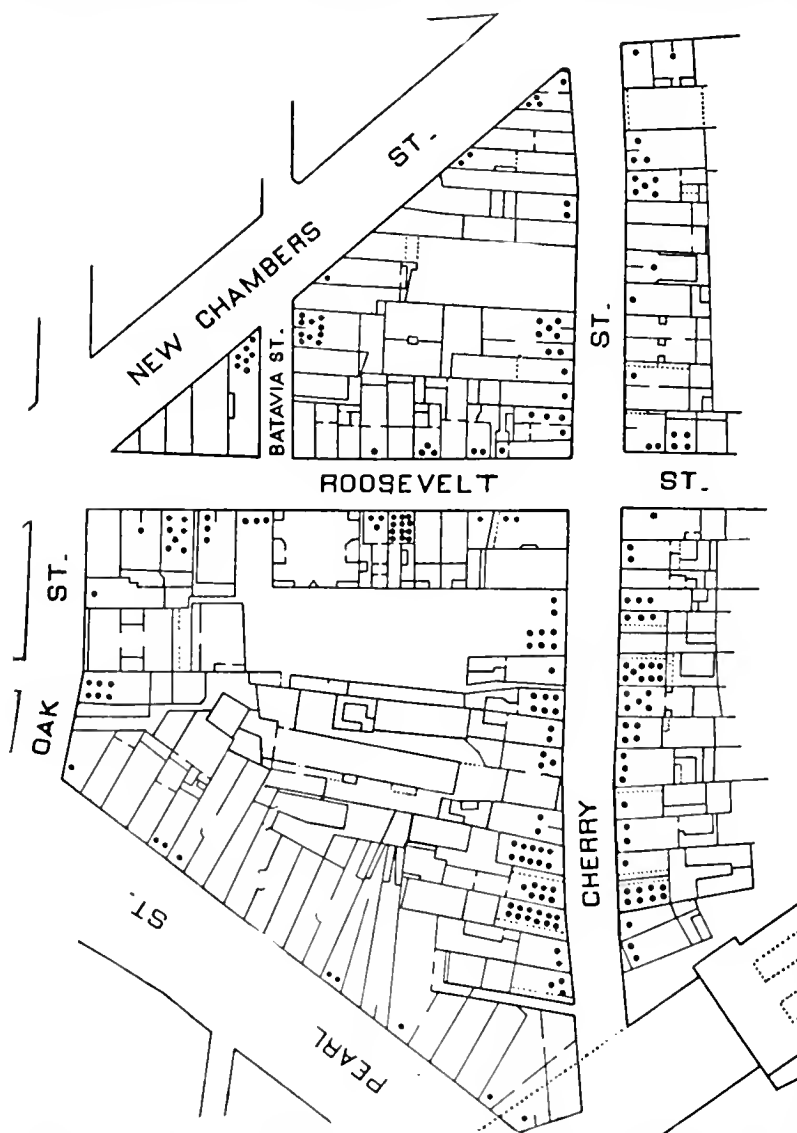 NEW CHAMBERS ST.
BATAVIA ST.
ST.
ROOSEVELT ST.
OAK ST.
CHERRY
PEARL ST.